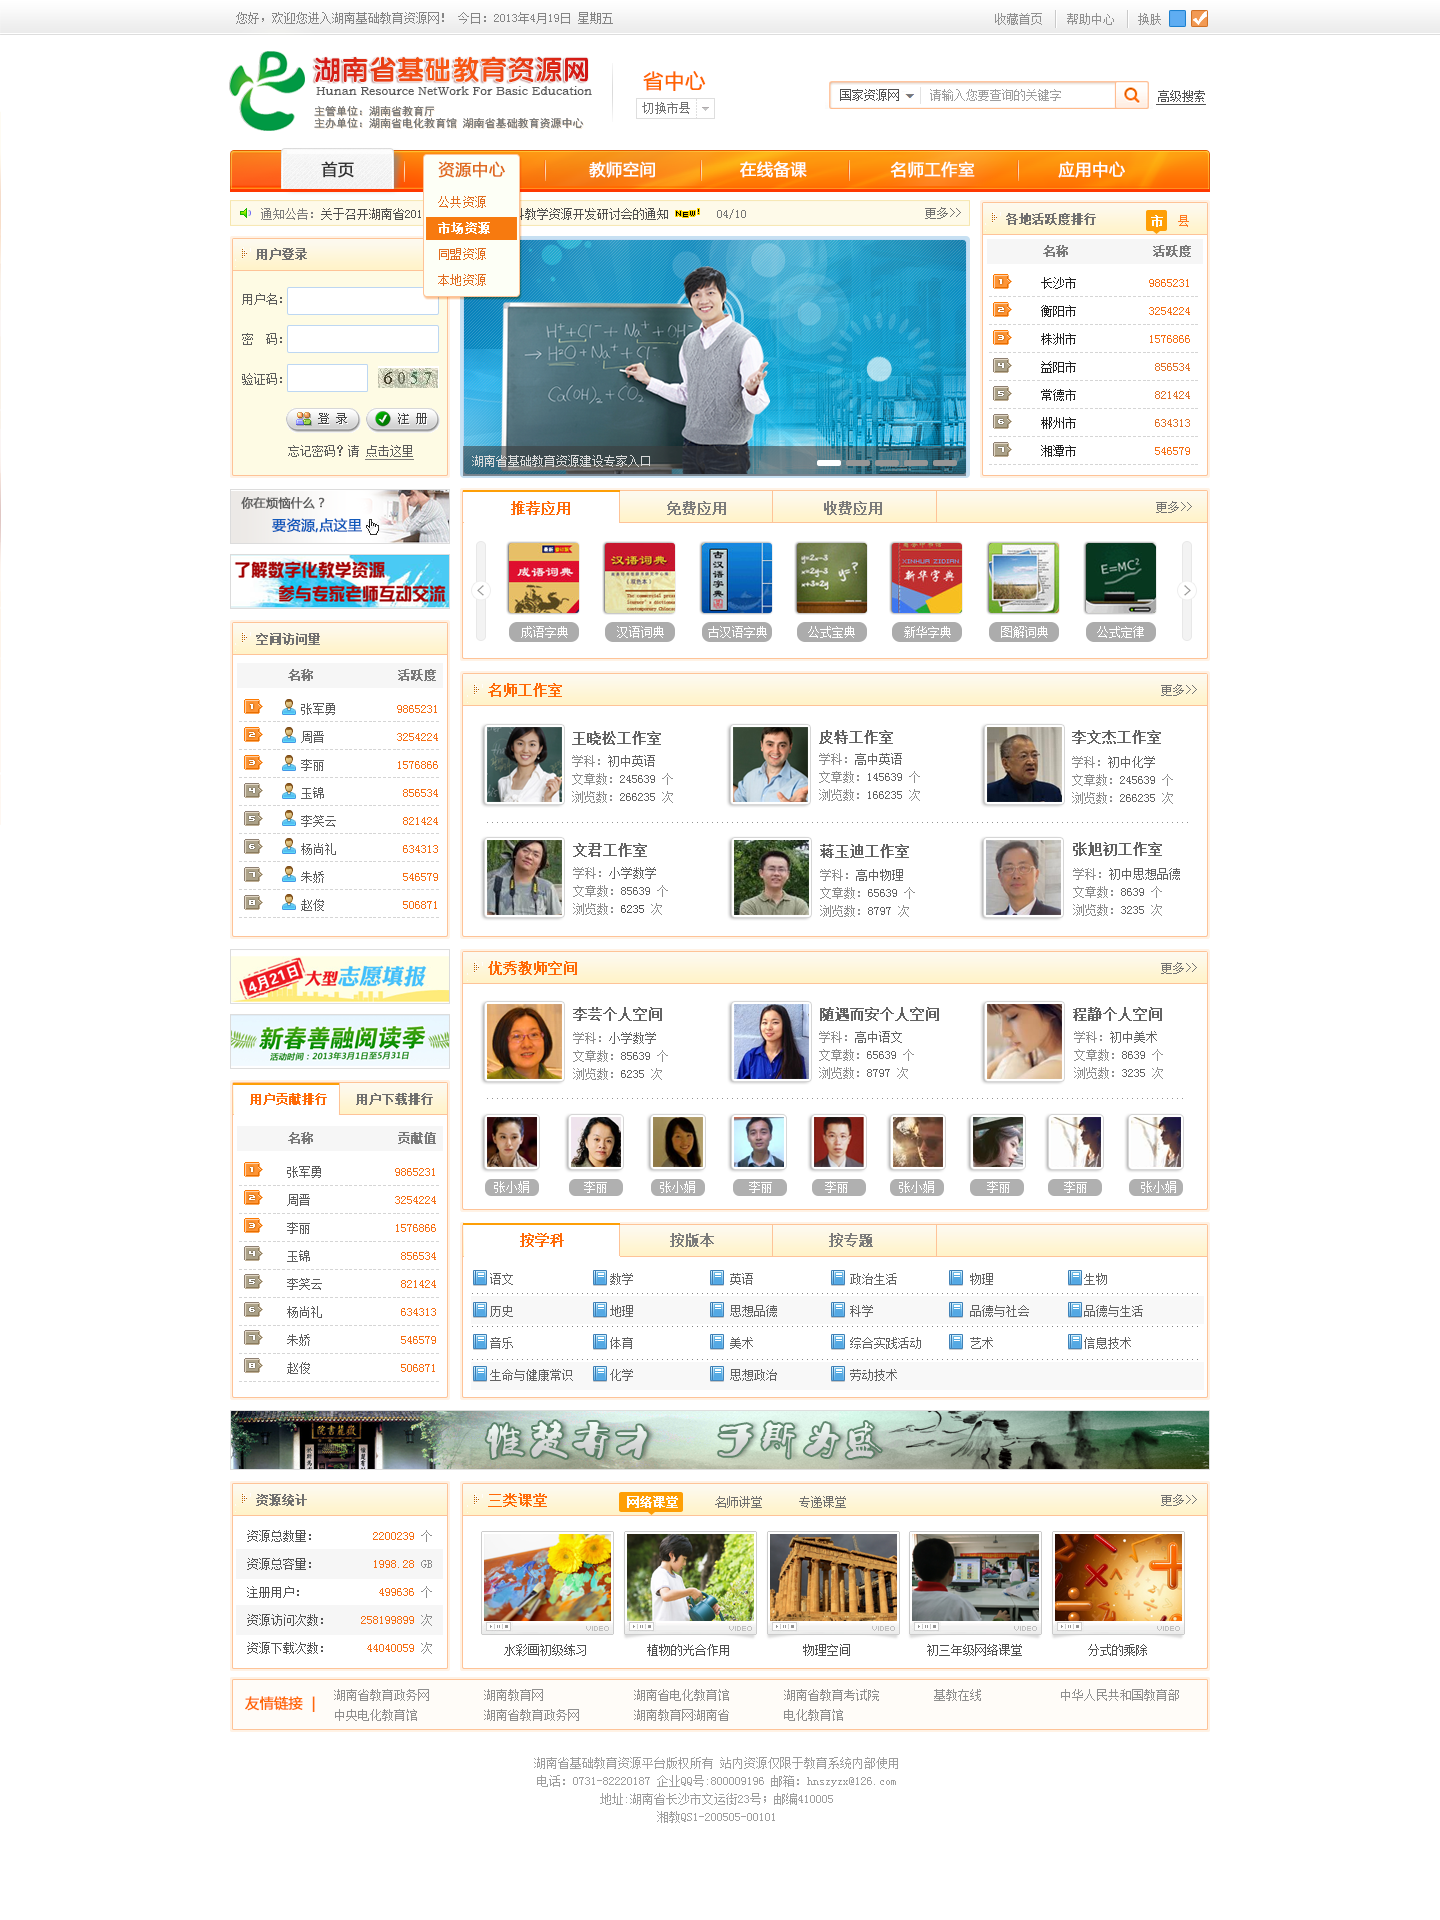 您好，欢迎您进入湖南基础教育资源网！ 今日：2013年4月19日 星期五
收藏首页 帮助中心 换肤
湖南省基础教育资源网
Hunan Resource NetWork For Basic Education
主管单位：湖南省教育厅
主办单位：湖南省电化教育馆 湖南省基础教育资源中心
省中心
切换市县
国家资源网 请输入您要查询的关键字 高级搜索
首页 资源中心 教师空间 在线备课 名师工作室 应用中心
公共资源
市场资源
同盟资源
本地资源
通知公告：关于召开湖南省201 科教学资源开发研讨会的通知 NEW! 04/10 更多>>
用户登录
用户名：
密 码：
验证码： 6057
登 录 注 册
忘记密码？请 点击这里
H⁺+Cl⁻+Na⁺+OH⁻
→H₂O+Na⁺+Cl⁻
Ca(OH)₂+CO₂
湖南省基础教育资源建设专家入口
各地活跃度排行 市 县
名称 活跃度
1 长沙市 9865231
2 衡阳市 3254224
3 株洲市 1576866
4 益阳市 856534
5 常德市 821424
6 郴州市 634313
7 湘潭市 546579
你在烦恼什么？
要资源,点这里
了解数字化教学资源
参与专家老师互动交流
推荐应用 免费应用 收费应用 更多>>
成语词典
汉语词典
古汉语字典
y=2x-3
x=2y-3
x+3=2y
y=?
XINHUA ZIDIAN
新华字典
E=MC²
成语字典 汉语词典 古汉语字典 公式宝典 新华字典 图解词典 公式定律
空间访问量
名称 活跃度
1 张军勇 9865231
2 周晋 3254224
3 李丽 1576866
4 玉锦 856534
5 李笑云 821424
6 杨尚礼 634313
7 朱娇 546579
8 赵俊 506871
名师工作室 更多>>
王晓松工作室
学科：初中英语
文章数：245639 个
浏览数：266235 次
皮特工作室
学科：高中英语
文章数：145639 个
浏览数：166235 次
李文杰工作室
学科：初中化学
文章数：245639 个
浏览数：266235 次
文君工作室
学科：小学数学
文章数：85639 个
浏览数：6235 次
蒋玉迪工作室
学科：高中物理
文章数：65639 个
浏览数：8797 次
张旭初工作室
学科：初中思想品德
文章数：8639 个
浏览数：3235 次
4月21日 大型志愿填报
新春善融阅读季
活动时间：2013年3月1日至5月31日
优秀教师空间 更多>>
李芸个人空间
学科：小学数学
文章数：85639 个
浏览数：6235 次
随遇而安个人空间
学科：高中语文
文章数：65639 个
浏览数：8797 次
程静个人空间
学科：初中美术
文章数：8639 个
浏览数：3235 次
张小娟 李丽 张小娟 李丽 李丽 张小娟 李丽 李丽 张小娟
用户贡献排行 用户下载排行
名称 贡献值
1 张军勇 9865231
2 周晋 3254224
3 李丽 1576866
4 玉锦 856534
5 李笑云 821424
6 杨尚礼 634313
7 朱娇 546579
8 赵俊 506871
按学科 按版本 按专题
语文 数学 英语 政治生活 物理 生物
历史 地理 思想品德 科学 品德与社会 品德与生活
音乐 体育 美术 综合实践活动 艺术 信息技术
生命与健康常识 化学 思想政治 劳动技术
院書麓嶽
惟楚有才 于斯为盛
资源统计
资源总数量： 2200239 个
资源总容量： 1998.28 GB
注册用户： 499636 个
资源访问次数： 258199899 次
资源下载次数： 44040059 次
三类课堂 网络课堂 名师讲堂 专递课堂 更多>>
VIDEO VIDEO VIDEO VIDEO VIDEO
水彩画初级练习 植物的光合作用 物理空间 初三年级网络课堂 分式的乘除
友情链接 |
湖南省教育政务网 湖南教育网 湖南省电化教育馆 湖南省教育考试院 基教在线 中华人民共和国教育部
中央电化教育馆 湖南省教育政务网 湖南教育网湖南省 电化教育馆
湖南省基础教育资源平台版权所有 站内资源仅限于教育系统内部使用
电话：0731-82220187 企业QQ号:800009196 邮箱：hnszyzx@126.com
地址:湖南省长沙市文运街23号；邮编410005
湘教QS1-200505-00101